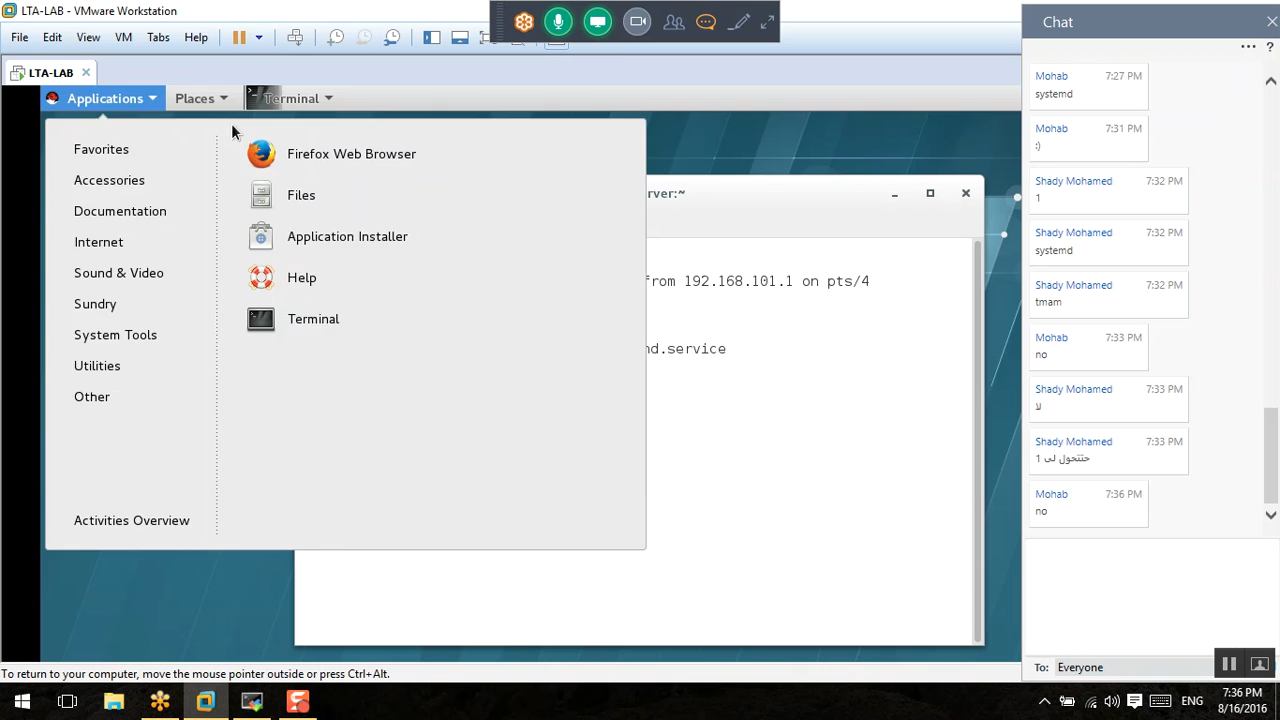 LTA-LAB - VMware Workstation
File Edit View VM Tabs Help
LTA-LAB
Applications Places Terminal
Favorites
Accessories
Documentation
Internet
Sound & Video
Sundry
System Tools
Utilities
Other
Activities Overview
Firefox Web Browser
Files
Application Installer
Help
Terminal
erver:~
from 192.168.101.1 on pts/4
nd.service
Chat
Mohab 7:27 PM
systemd
Mohab 7:31 PM
:)
Shady Mohamed 7:32 PM
1
Shady Mohamed 7:32 PM
systemd
Shady Mohamed 7:32 PM
tmam
Mohab 7:33 PM
no
Shady Mohamed 7:33 PM
لا
Shady Mohamed 7:33 PM
حتتحول لى 1
Mohab 7:36 PM
no
To: Everyone
To return to your computer, move the mouse pointer outside or press Ctrl+Alt.
ENG
7:36 PM
8/16/2016